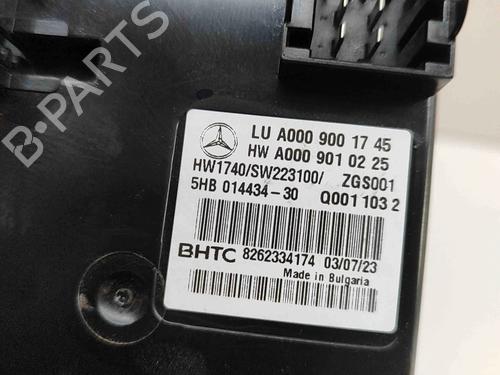 B-PARTS
LU A000 900 17 45
HW A000 901 02 25
HW1740/SW223100/ ZGS001
5HB 014434-30 Q001 103 2
BHTC 8262334174 03/07/23
Made in Bulgaria